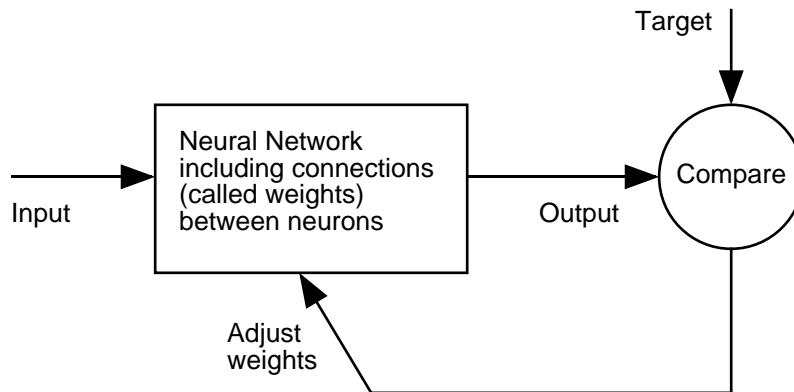 Target
Neural Network
including connections
(called weights)
between neurons
Compare
Input
Output
Adjust
weights